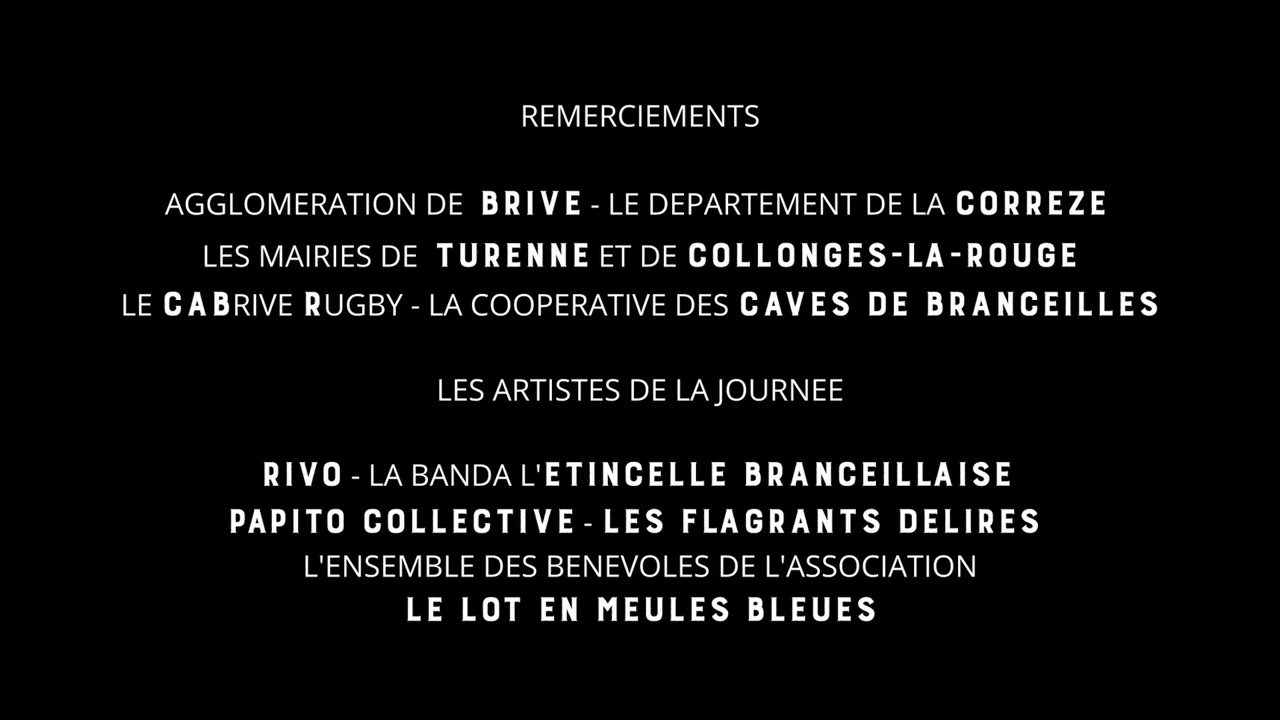 REMERCIEMENTS
AGGLOMERATION DE BRIVE - LE DEPARTEMENT DE LA CORREZE
LES MAIRIES DE TURENNE ET DE COLLONGES-LA-ROUGE
LE CABRIVE RUGBY - LA COOPERATIVE DES CAVES DE BRANCEILLES
LES ARTISTES DE LA JOURNEE
RIVO - LA BANDA L'ETINCELLE BRANCEILLAISE
PAPITO COLLECTIVE - LES FLAGRANTS DELIRES
L'ENSEMBLE DES BENEVOLES DE L'ASSOCIATION
LE LOT EN MEULES BLEUES